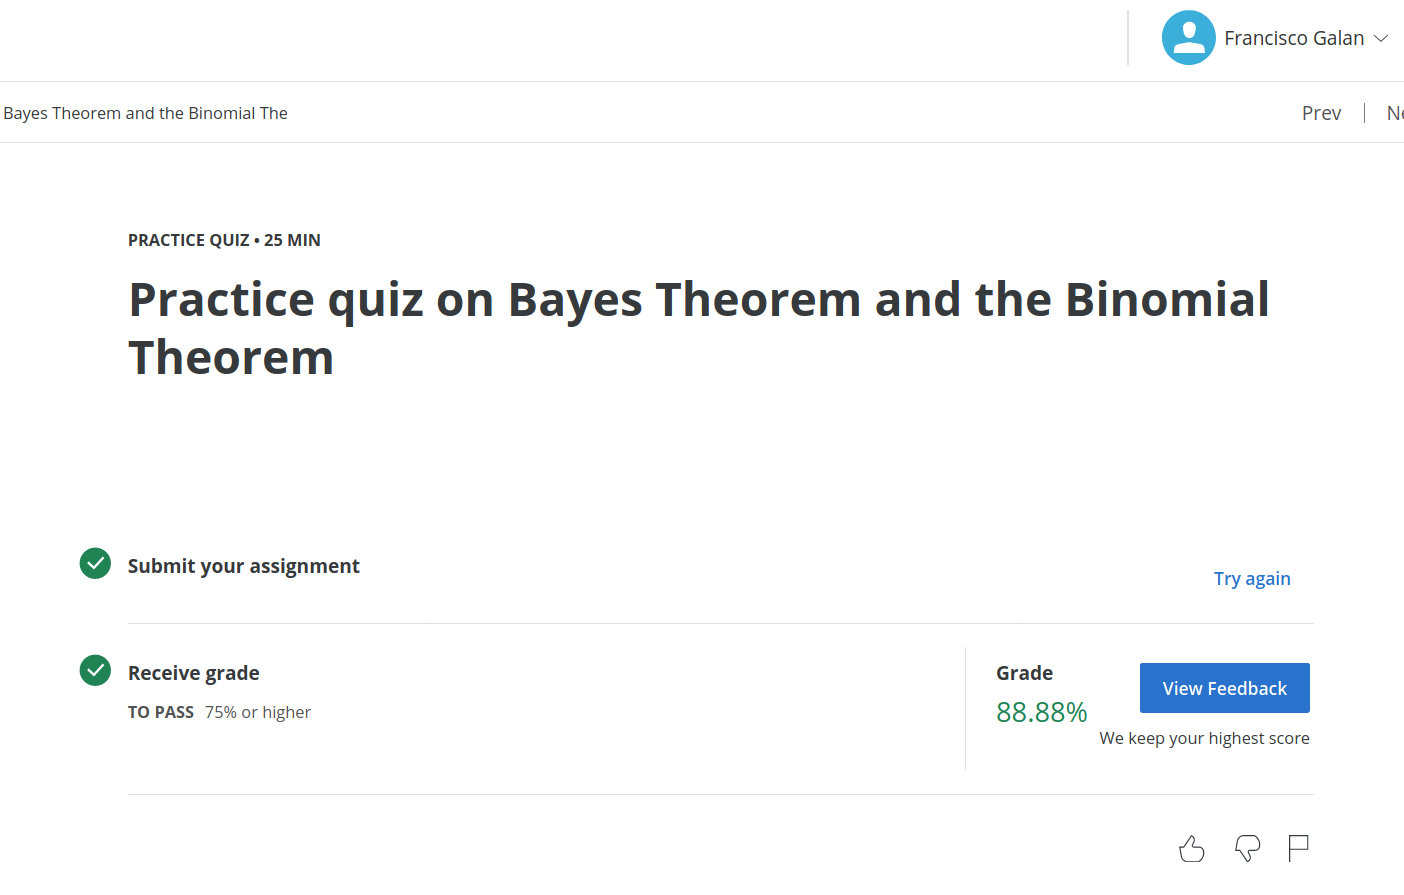 Francisco Galan
Bayes Theorem and the Binomial The
Prev
PRACTICE QUIZ • 25 MIN
Practice quiz on Bayes Theorem and the Binomial
Theorem
Submit your assignment
Try again
Receive grade
TO PASS 75% or higher
Grade
88.88%
View Feedback
We keep your highest score